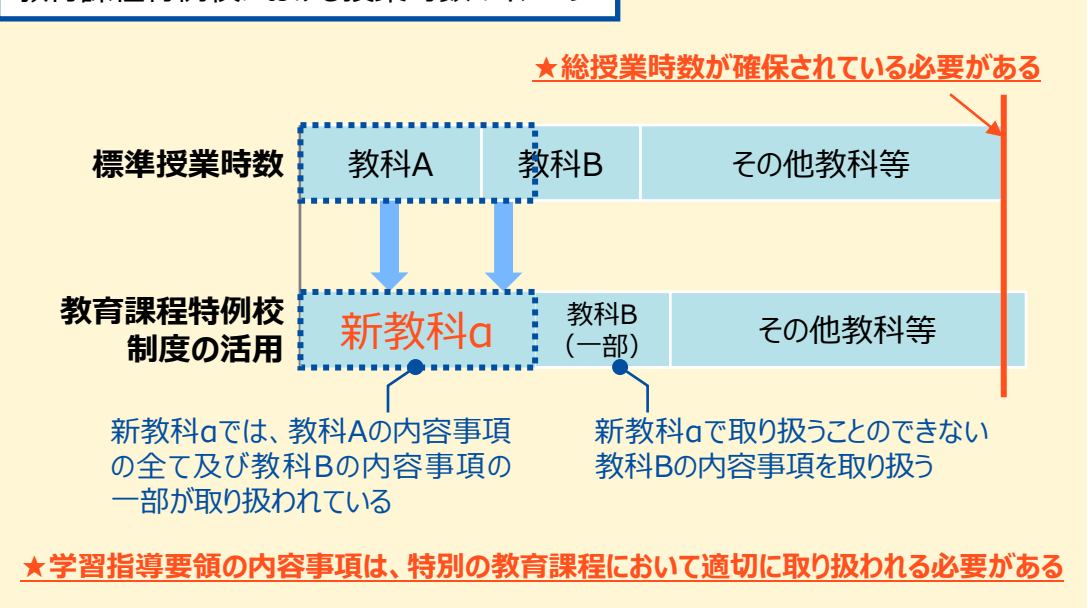 ★総授業時数が確保されている必要がある
標準授業時数
教科A
教科B
その他教科等
教育課程特例校
制度の活用
新教科α
教科B
（一部）
その他教科等
新教科αでは、教科Aの内容事項
の全て及び教科Bの内容事項の
一部が取り扱われている
新教科αで取り扱うことのできない
教科Bの内容事項を取り扱う
★学習指導要領の内容事項は、特別の教育課程において適切に取り扱われる必要がある